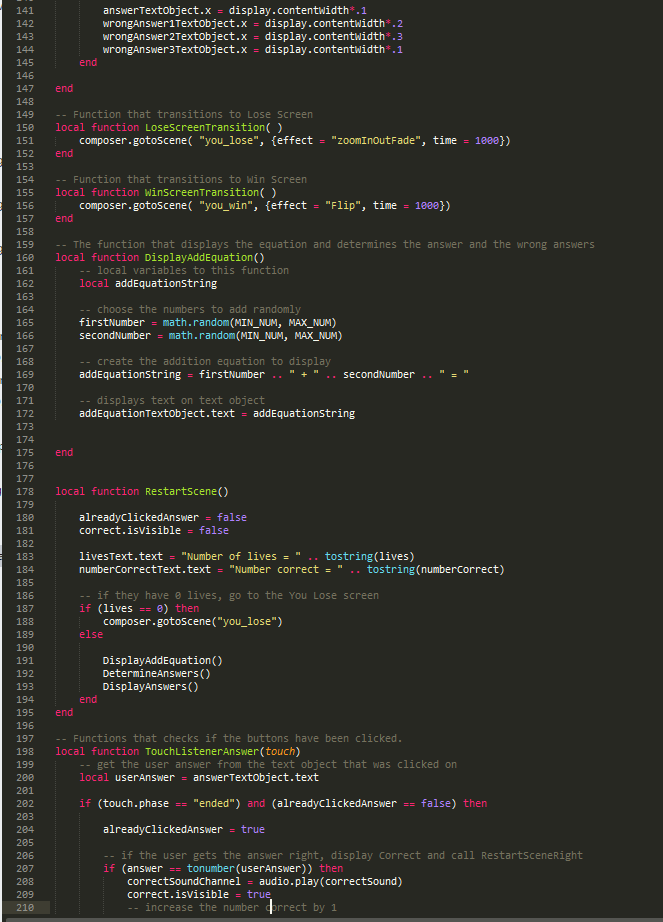 141 answerTextObject.x = display.contentWidth*.1
142 wrongAnswer1TextObject.x = display.contentWidth*.2
143 wrongAnswer2TextObject.x = display.contentWidth*.3
144 wrongAnswer3TextObject.x = display.contentWidth*.1
145 end
146
147 end
148
149 -- Function that transitions to Lose Screen
150 local function LoseScreenTransition( )
151 composer.gotoScene( "you_lose", {effect = "zoomInOutFade", time = 1000})
152 end
153
154 -- Function that transitions to Win Screen
155 local function WinScreenTransition( )
156 composer.gotoScene( "you_win", {effect = "Flip", time = 1000})
157 end
158
159 -- The function that displays the equation and determines the answer and the wrong answers
160 local function DisplayAddEquation()
161 -- local variables to this function
162 local addEquationString
163
164 -- choose the numbers to add randomly
165 firstNumber = math.random(MIN_NUM, MAX_NUM)
166 secondNumber = math.random(MIN_NUM, MAX_NUM)
167
168 -- create the addition equation to display
169 addEquationString = firstNumber .. " + " .. secondNumber .. " = "
170
171 -- displays text on text object
172 addEquationTextObject.text = addEquationString
173
174
175 end
176
177
178 local function RestartScene()
179
180 alreadyClickedAnswer = false
181 correct.isVisible = false
182
183 livesText.text = "Number of lives = " .. tostring(lives)
184 numberCorrectText.text = "Number correct = " .. tostring(numberCorrect)
185
186 -- if they have 0 lives, go to the You Lose screen
187 if (lives == 0) then
188 composer.gotoScene("you_lose")
189 else
190
191 DisplayAddEquation()
192 DetermineAnswers()
193 DisplayAnswers()
194 end
195 end
196
197 -- Functions that checks if the buttons have been clicked.
198 local function TouchListenerAnswer(touch)
199 -- get the user answer from the text object that was clicked on
200 local userAnswer = answerTextObject.text
201
202 if (touch.phase == "ended") and (alreadyClickedAnswer == false) then
203
204 alreadyClickedAnswer = true
205
206 -- if the user gets the answer right, display Correct and call RestartSceneRight
207 if (answer == tonumber(userAnswer)) then
208 correctSoundChannel = audio.play(correctSound)
209 correct.isVisible = true
210 -- increase the number correct by 1